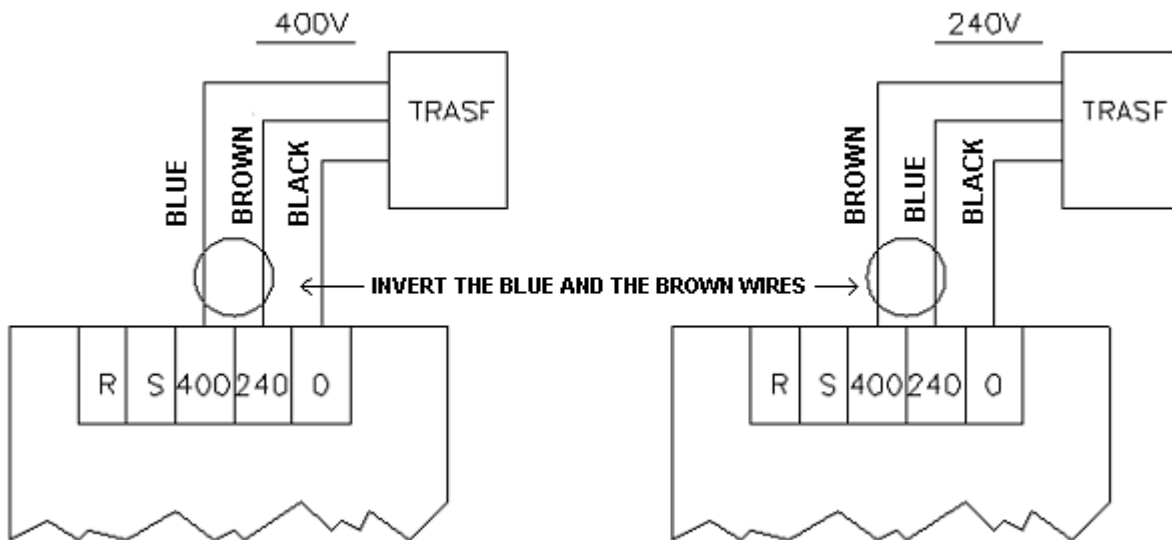 400V
TRASF
BLUE
BROWN
BLACK
R S 400 240 0
240V
TRASF
BROWN
BLUE
BLACK
R S 400 240 0
INVERT THE BLUE AND THE BROWN WIRES